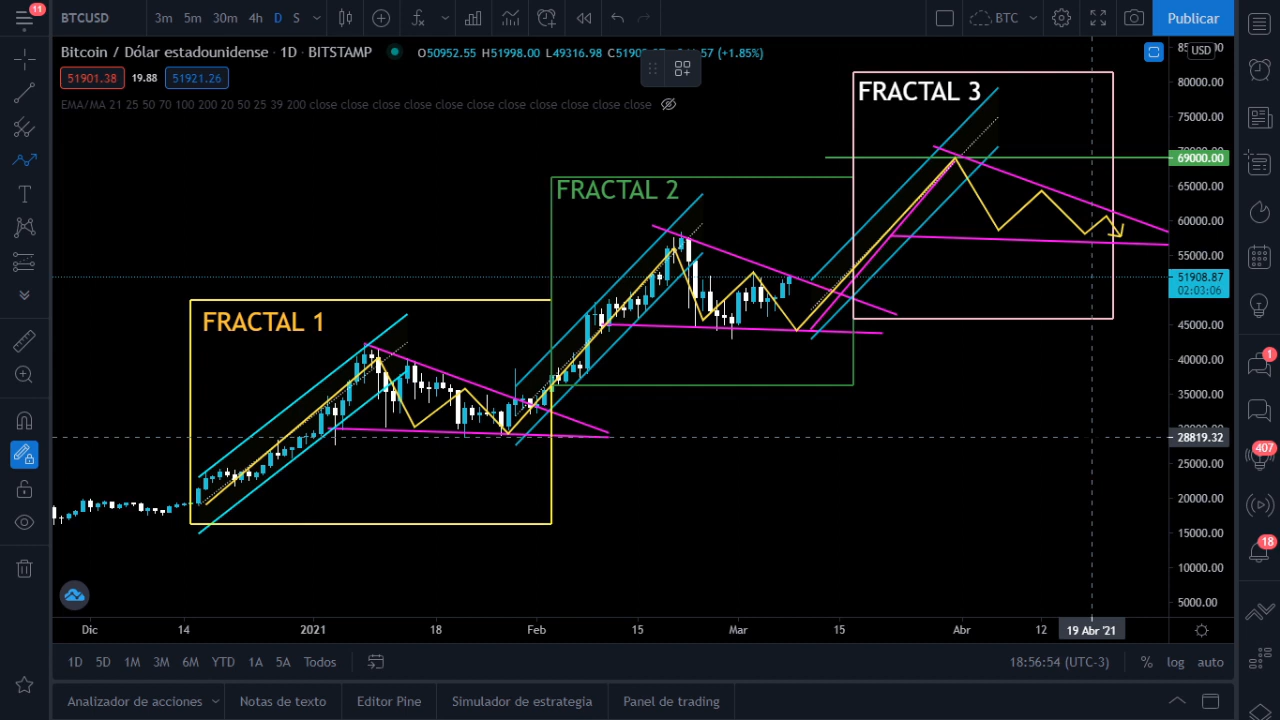 11
BTCUSD 3m 5m 30m 4h D S BTC Publicar
Bitcoin / Dólar estadounidense · 1D · BITSTAMP O50952.55 H51998.00 L49316.98 (+1.85%) USD
51901.38 19.88 51921.26
EMA/MA 21 25 50 70 100 200 20 50 25 39 200 close close close close close close close close close close close
80000.00
FRACTAL 3
75000.00
69000.00
FRACTAL 2
65000.00
60000.00
55000.00
51908.87
02:03:06
FRACTAL 1
45000.00
1
40000.00
35000.00
28819.32
407
25000.00
20000.00
15000.00
18
10000.00
5000.00
Dic 14 2021 18 Feb 15 Mar 15 Abr 12 19 Abr '21
1D 5D 1M 3M 6M YTD 1A 5A Todos 18:56:54 (UTC-3) % log auto
Analizador de acciones Notas de texto Editor Pine Simulador de estrategia Panel de trading